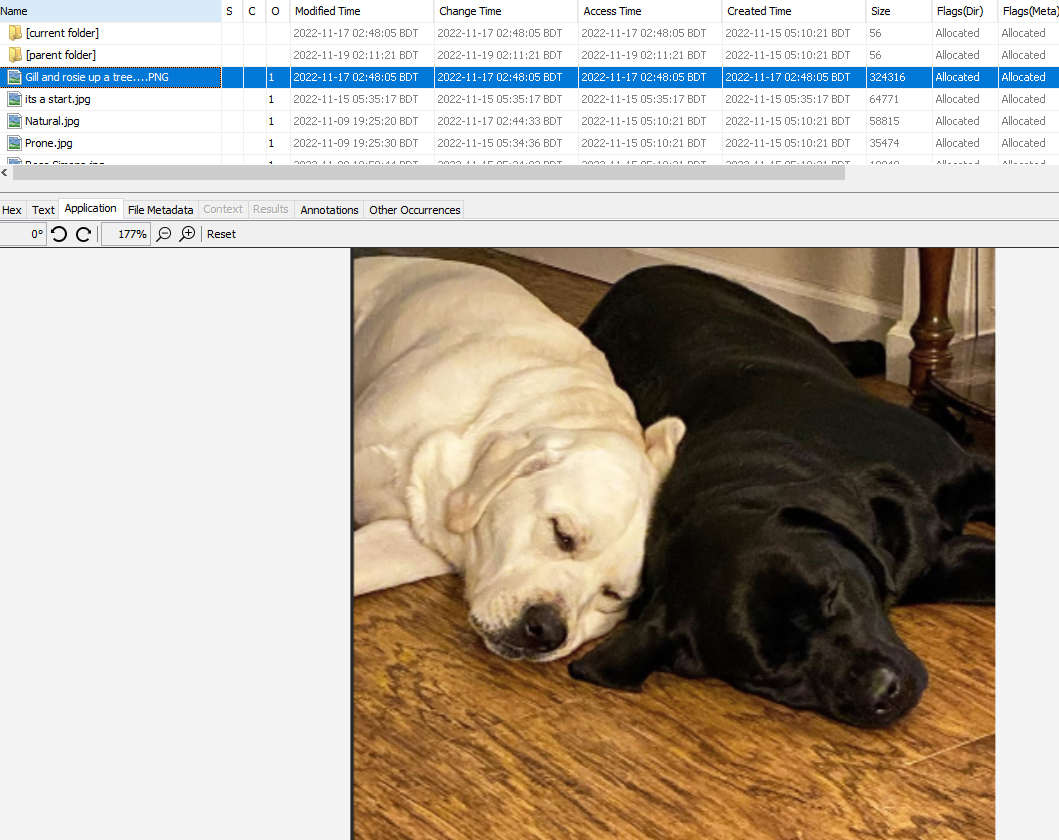 Name S C O Modified Time Change Time Access Time Created Time Size Flags(Dir) Flags(Meta)
[current folder] 2022-11-17 02:48:05 BDT 2022-11-17 02:48:05 BDT 2022-11-17 02:48:05 BDT 2022-11-15 05:10:21 BDT 56 Allocated Allocated
[parent folder] 2022-11-19 02:11:21 BDT 2022-11-19 02:11:21 BDT 2022-11-19 02:11:21 BDT 2022-11-15 05:10:21 BDT 56 Allocated Allocated
Gill and rosie up a tree....PNG 1 2022-11-17 02:48:05 BDT 2022-11-17 02:48:05 BDT 2022-11-17 02:48:05 BDT 2022-11-17 02:48:05 BDT 324316 Allocated Allocated
its a start.jpg 1 2022-11-15 05:35:17 BDT 2022-11-15 05:35:17 BDT 2022-11-15 05:35:17 BDT 2022-11-15 05:35:17 BDT 64771 Allocated Allocated
Natural.jpg 1 2022-11-09 19:25:20 BDT 2022-11-17 02:44:33 BDT 2022-11-15 05:10:21 BDT 2022-11-15 05:10:21 BDT 58815 Allocated Allocated
Prone.jpg 1 2022-11-09 19:25:30 BDT 2022-11-15 05:34:36 BDT 2022-11-15 05:10:21 BDT 2022-11-15 05:10:21 BDT 35474 Allocated Allocated
Hex Text Application File Metadata Context Results Annotations Other Occurrences
0° 177% Reset